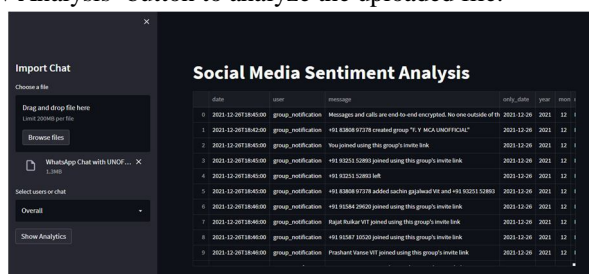 Analysis" button to analyze the uploaded file.
×
Import Chat
Choose a file
Drag and drop file here
Limit 200MB per file
Browse files
WhatsApp Chat with UNOF... ×
1.3MB
Select users or chat
Overall
Show Analytics
Social Media Sentiment Analysis
date user message only_date year mon
0 2021-12-26T18:45:00 group_notification Messages and calls are end-to-end encrypted. No one outside of th 2021-12-26 2021 12
1 2021-12-26T18:42:00 group_notification +91 83808 97378 created group "F. Y MCA UNOFFICIAL" 2021-12-26 2021 12
2 2021-12-26T18:45:00 group_notification You joined using this group's invite link 2021-12-26 2021 12
3 2021-12-26T18:45:00 group_notification +91 93251 52893 joined using this group's invite link 2021-12-26 2021 12
4 2021-12-26T18:45:00 group_notification +91 93251 52893 left 2021-12-26 2021 12
5 2021-12-26T18:45:00 group_notification +91 83808 97378 added sachin gajalwad Vit and +91 93251 52893 2021-12-26 2021 12
6 2021-12-26T18:46:00 group_notification +91 91584 29620 joined using this group's invite link 2021-12-26 2021 12
7 2021-12-26T18:46:00 group_notification Rajat Ruikar VIT joined using this group's invite link 2021-12-26 2021 12
8 2021-12-26T18:46:00 group_notification +91 91587 10520 joined using this group's invite link 2021-12-26 2021 12
9 2021-12-26T18:46:00 group_notification Prashant Vanse VIT joined using this group's invite link 2021-12-26 2021 12